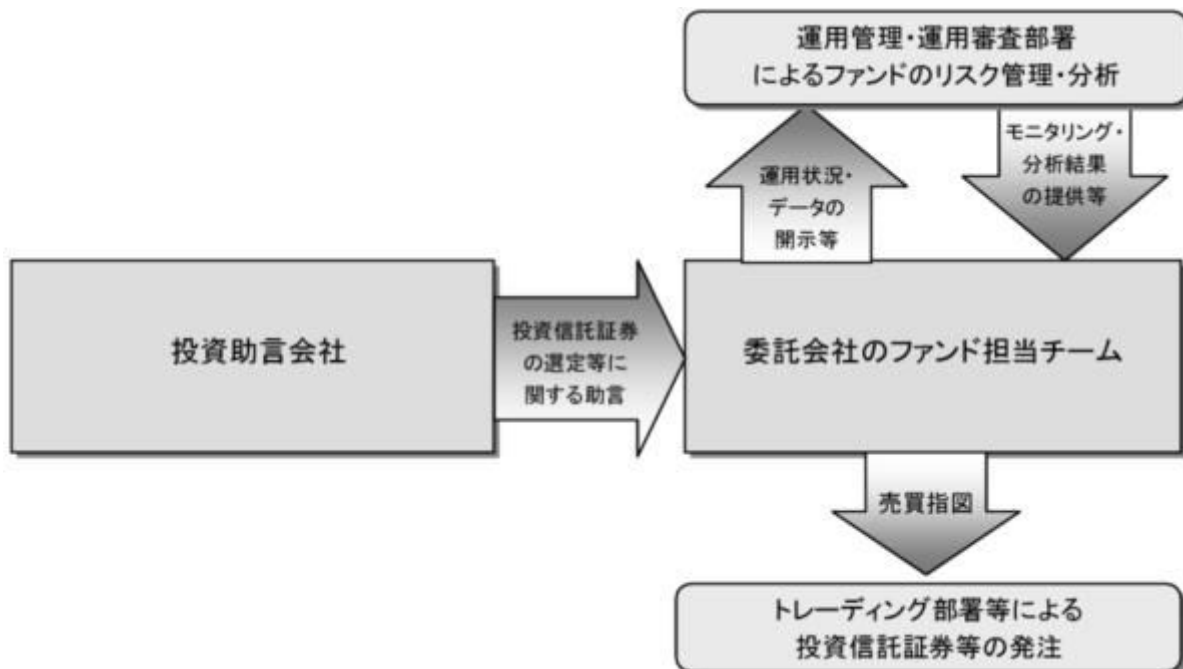 運用管理・運用審査部署
によるファンドのリスク管理・分析
運用状況・
データの
開示等
モニタリング・
分析結果
の提供等
投資助言会社
投資信託証券
の選定等に
関する助言
委託会社のファンド担当チーム
売買指図
トレーディング部署等による
投資信託証券等の発注